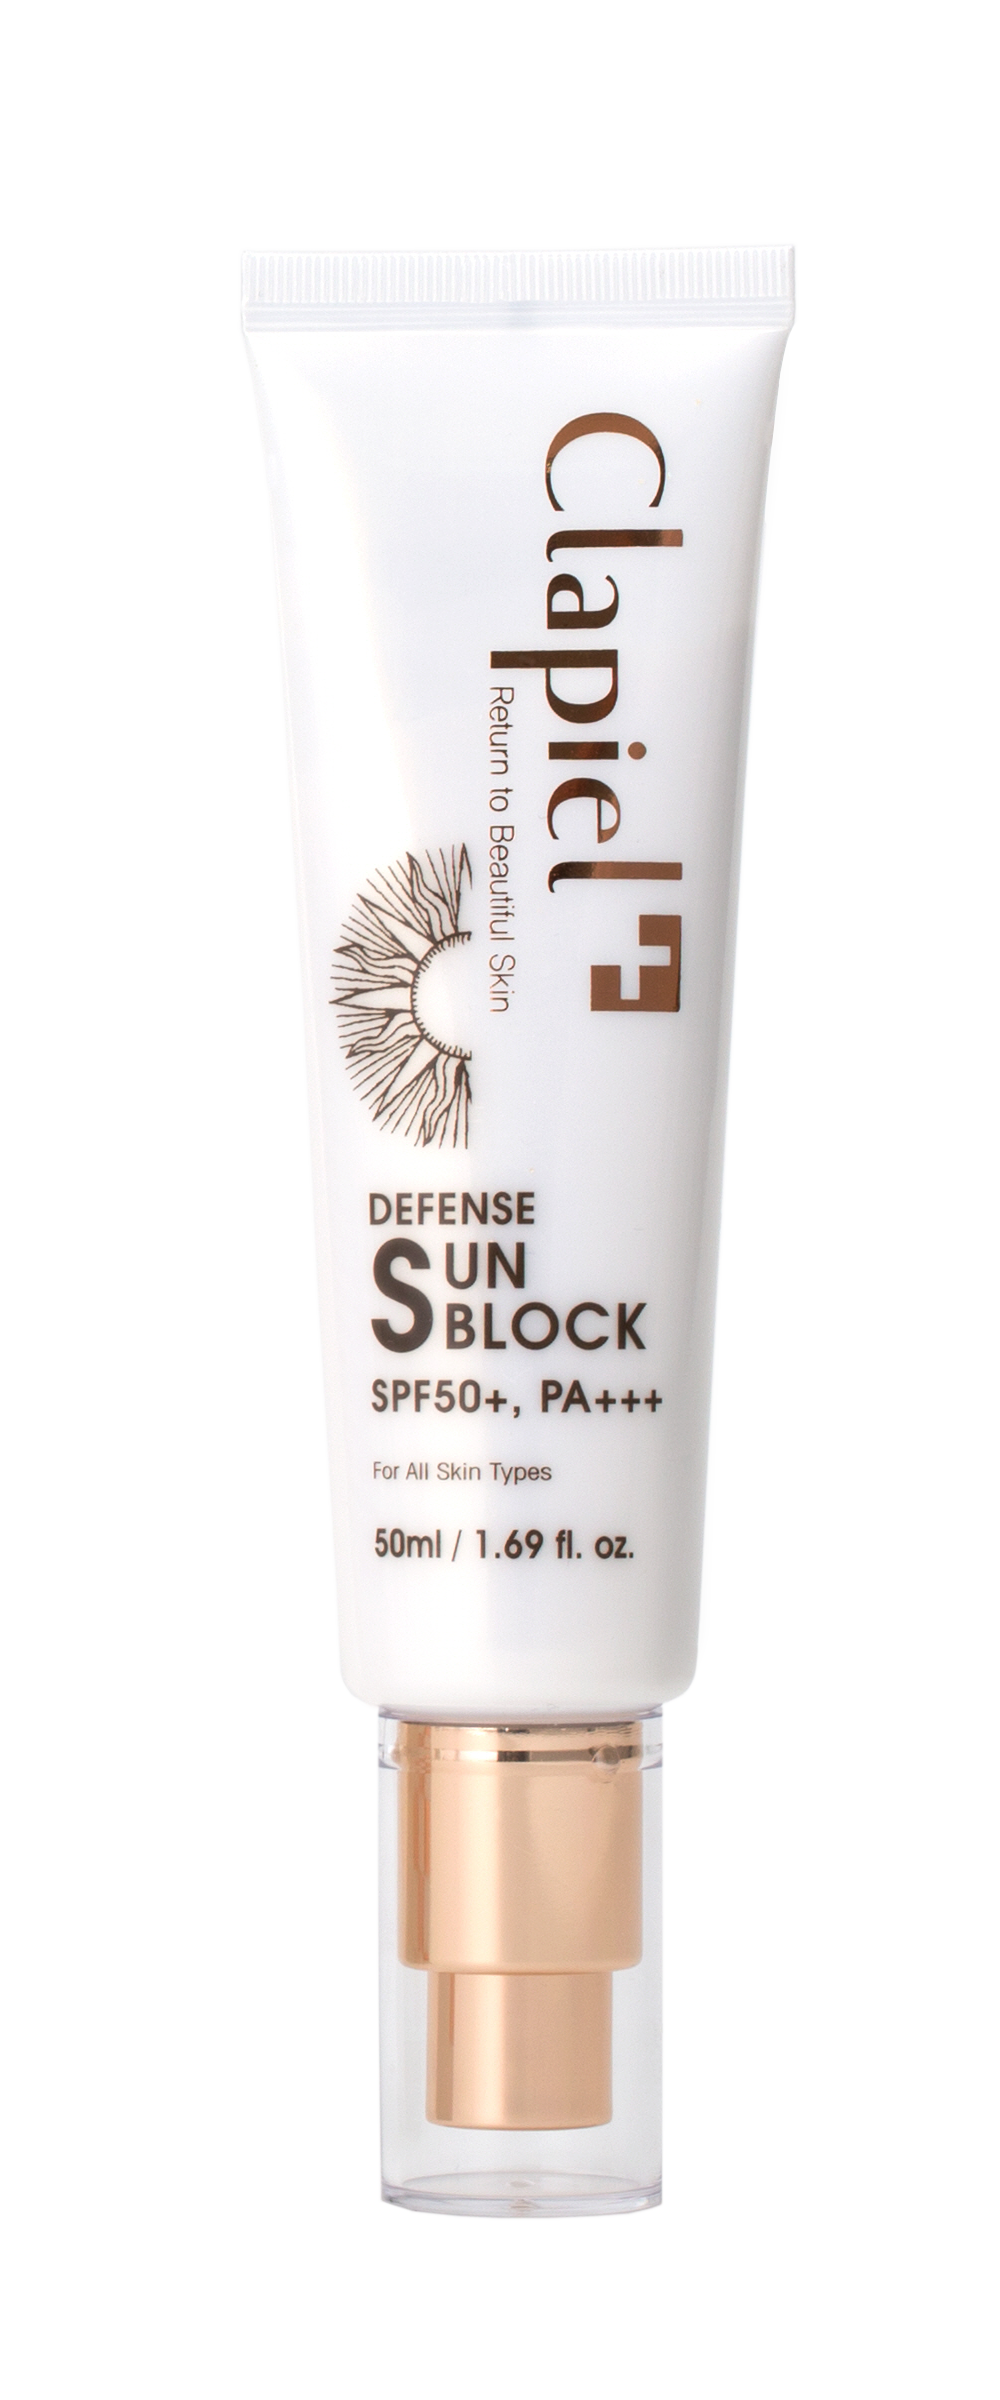 Clapiel
Return to Beautiful Skin
DEFENSE
SUN
BLOCK
SPF50+, PA+++
For All Skin Types
50ml / 1.69 fl. oz.